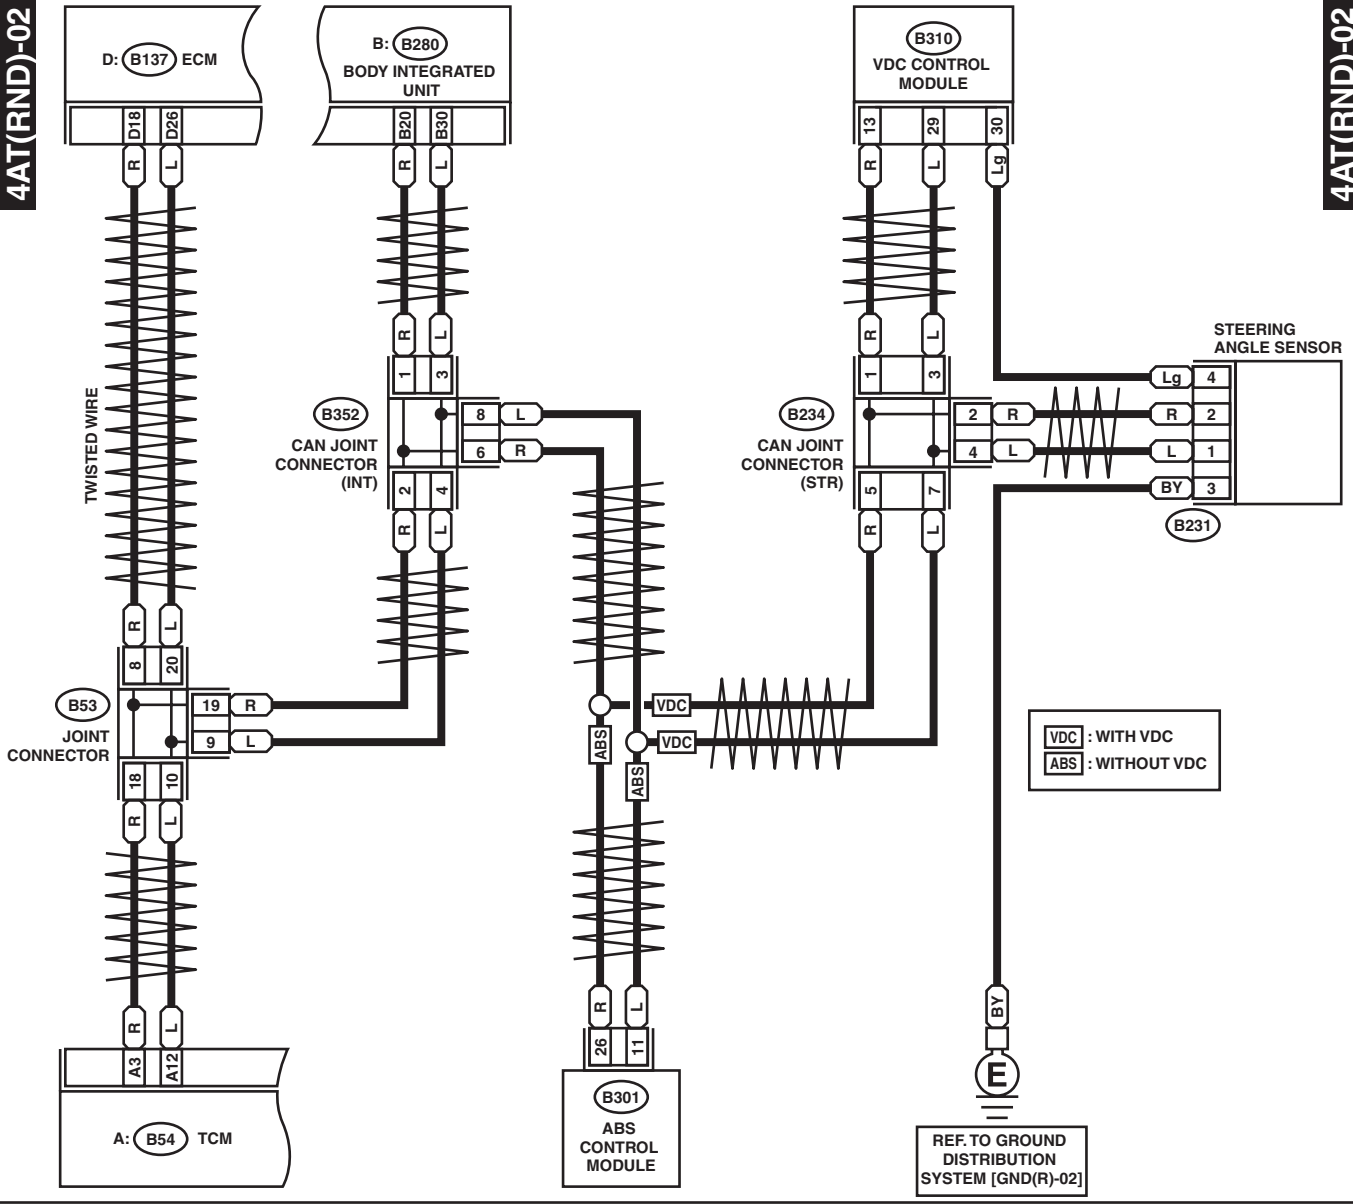 4AT(RND)-02
4AT(RND)-02
D: B137 ECM
D18 D26
R L
B: B280
BODY INTEGRATED
UNIT
B20 B30
R L
B310
VDC CONTROL
MODULE
13 29 30
R L Lg
TWISTED WIRE
R L
1 3
B352
CAN JOINT
CONNECTOR
(INT)
8 L
6 R
2 4
R L
R L
1 3
B234
CAN JOINT
CONNECTOR
(STR)
2 R
4 L
5 7
R L
STEERING
ANGLE SENSOR
Lg 4
R 2
L 1
BY 3
B231
R L
8 20
B53
JOINT
CONNECTOR
19 R
9 L
18 10
R L
VDC
VDC
ABS
ABS
VDC : WITH VDC
ABS : WITHOUT VDC
R L
A3 A12
A: B54 TCM
R L
26 11
B301
ABS
CONTROL
MODULE
BY
E
REF. TO GROUND
DISTRIBUTION
SYSTEM [GND(R)-02]